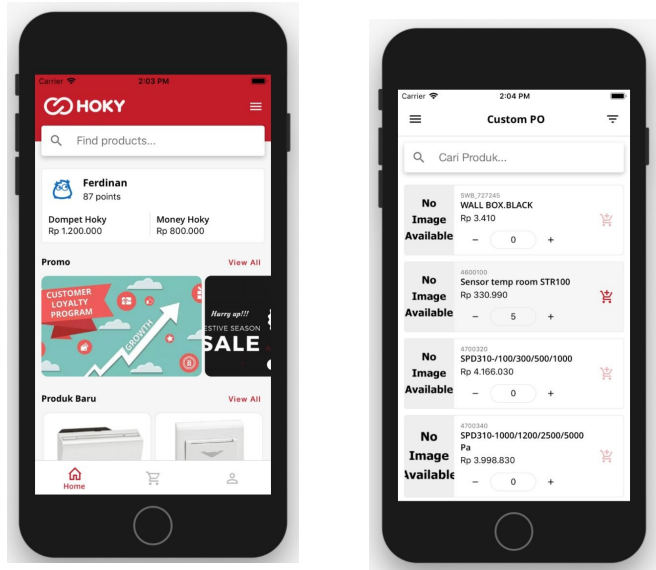 Carrier 2:03 PM
HOKY
Find products...
Ferdinan
87 points
Dompet Hoky Money Hoky
Rp 1.200.000 Rp 800.000
Promo View All
CUSTOMER
LOYALTY
PROGRAM
GROWTH
Hurry up!!!
ESTIVE SEASON
SALE
Produk Baru View All
Home
Carrier 2:04 PM
Custom PO
Cari Produk...
No
Image
Available
SWB_727245
WALL BOX.BLACK
Rp 3.410
− 0 +
No
Image
Available
4600100
Sensor temp room STR100
Rp 330.990
− 5 +
No
Image
Available
4700320
SPD310-/100/300/500/1000
Rp 4.166.030
− 0 +
No
Image
Available
4700340
SPD310-1000/1200/2500/5000
Pa
Rp 3.998.830
− 0 +